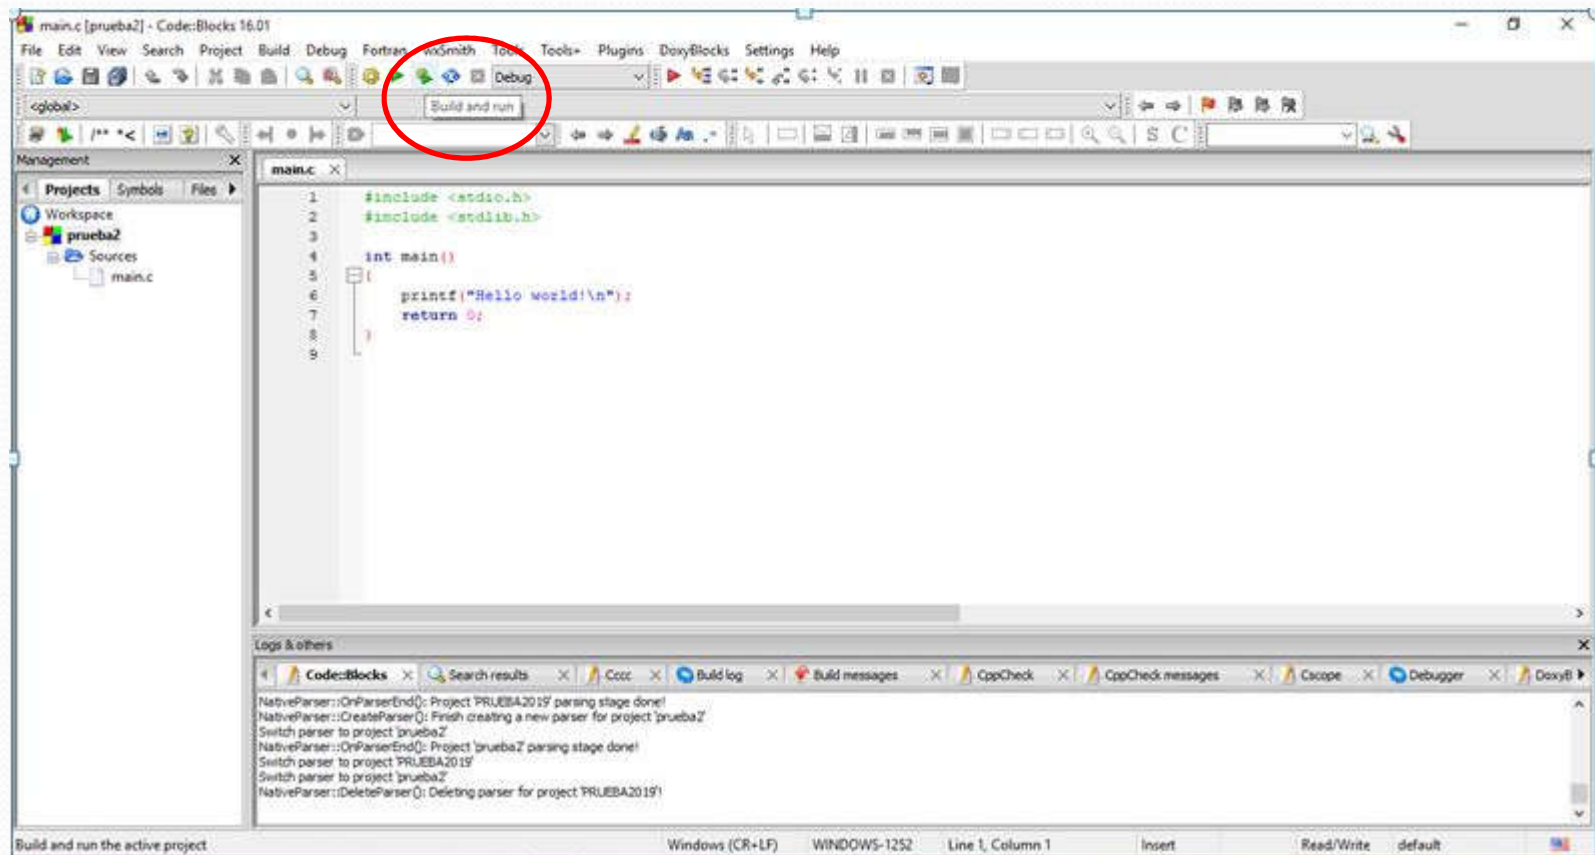 main.c [prueba2] - Code::Blocks 16.01
File Edit View Search Project Build Debug Fortran wxSmith Tools Tools+ Plugins DoxyBlocks Settings Help
Debug
<global>
Build and run
/** *<
S C
Management
Projects Symbols Files
Workspace
prueba2
Sources
main.c
main.c
1 #include <stdio.h>
2 #include <stdlib.h>
3
4 int main()
5 {
6 printf("Hello world!\n");
7 return 0;
8 }
9
Logs & others
Code::Blocks Search results Cccc Build log Build messages CppCheck CppCheck messages Cscope Debugger DoxyB
NativeParser::OnParserEnd(): Project 'PRUEBA2019' parsing stage done!
NativeParser::CreateParser(): Finish creating a new parser for project 'prueba2'
Switch parser to project 'prueba2'
NativeParser::OnParserEnd(): Project 'prueba2' parsing stage done!
Switch parser to project 'PRUEBA2019'
Switch parser to project 'prueba2'
NativeParser::DeleteParser(): Deleting parser for project 'PRUEBA2019'!
Build and run the active project Windows (CR+LF) WINDOWS-1252 Line 1, Column 1 Insert Read/Write default